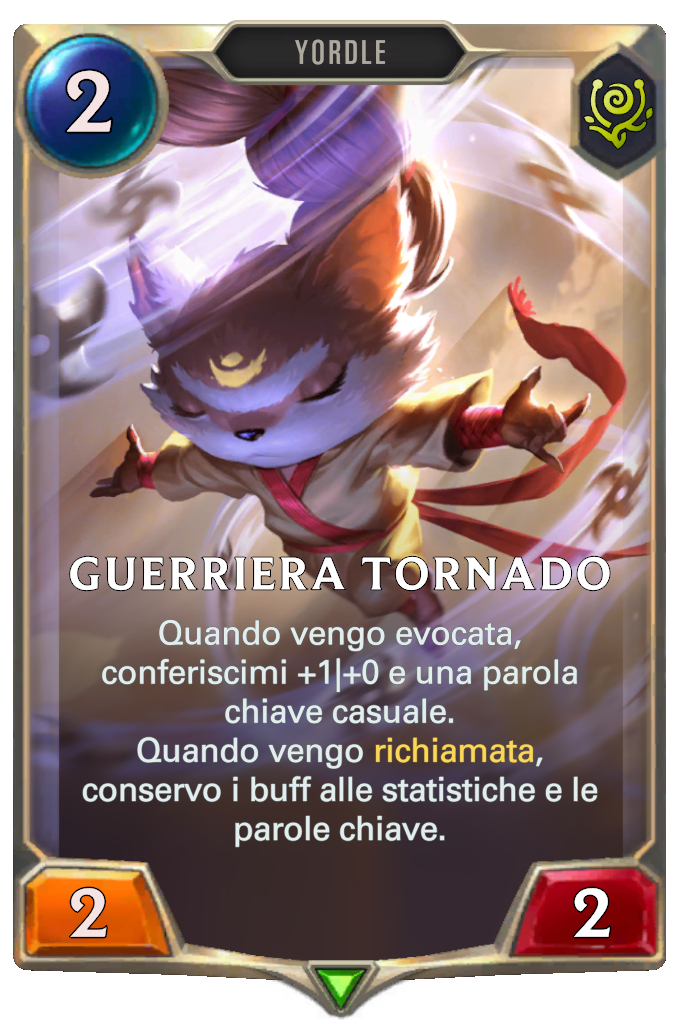 YORDLE
2
GUERRIERA TORNADO
Quando vengo evocata,
conferiscimi +1|+0 e una parola
chiave casuale.
Quando vengo richiamata,
conservo i buff alle statistiche e le
parole chiave.
2
2